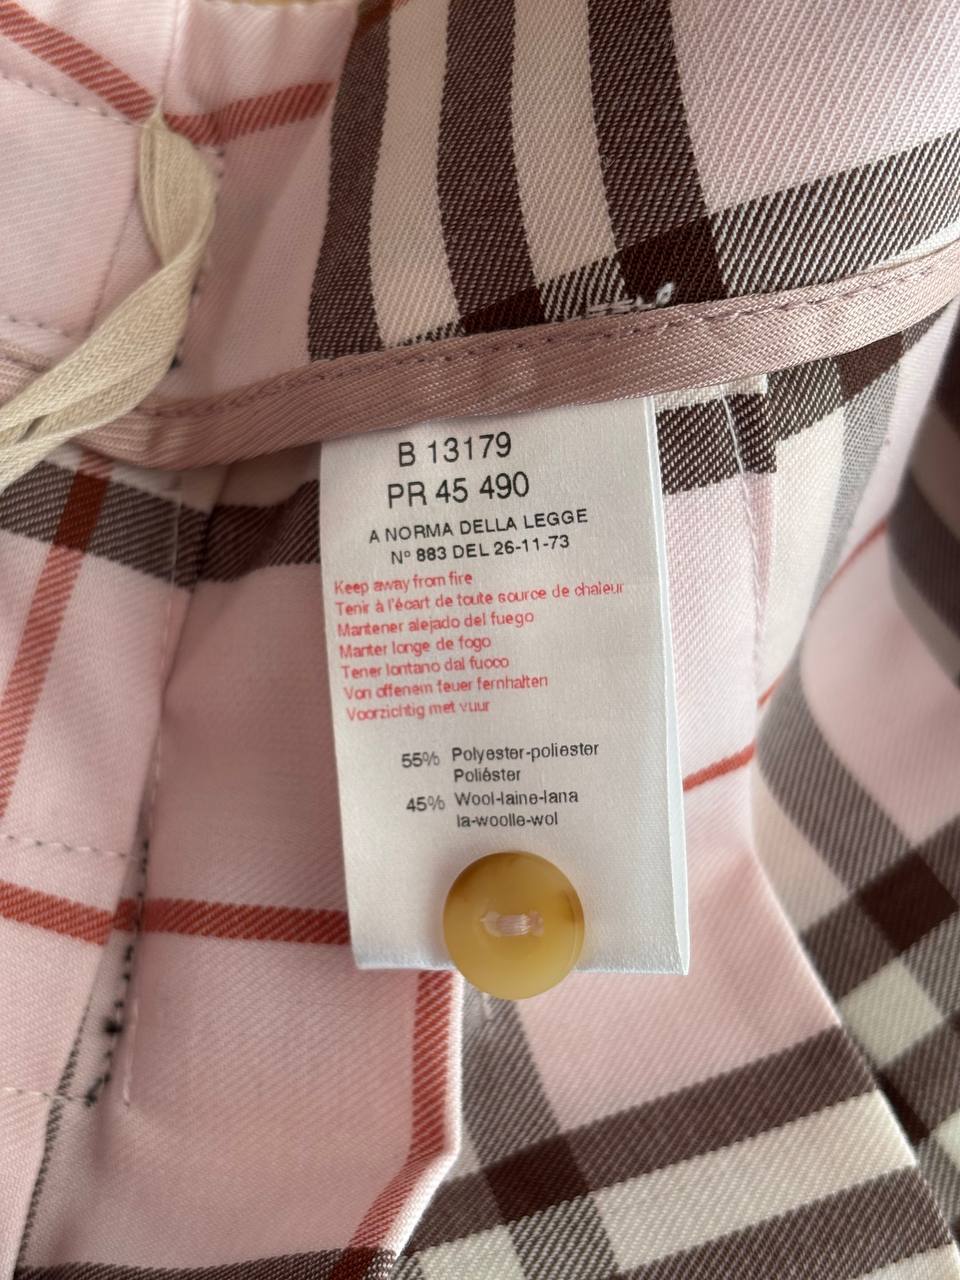 B 13179
PR 45 490
A NORMA DELLA LEGGE
Nº 883 DEL 26-11-73
Keep away from fire
Tenir à l'écart de toute source de chaleur
Mantener alejado del fuego
Manter longe de fogo
Tener lontano dal fuoco
Von offenem feuer fernhalten
Voorzichtig met vuur
55% Polyester-poliester
Poliéster
45% Wool-laine-lana
la-woolle-wol